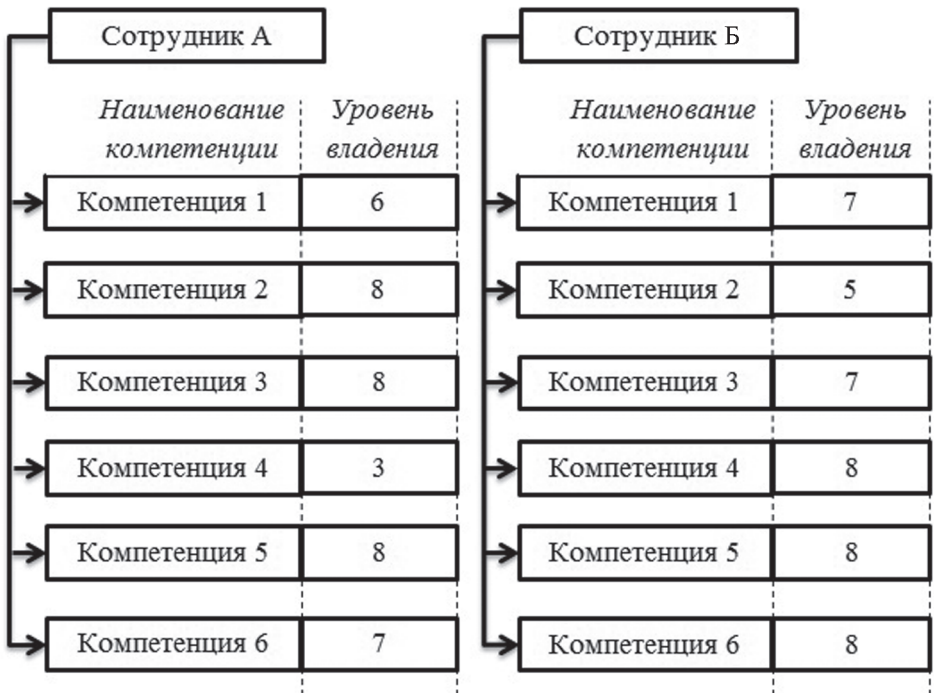 Сотрудник А
Наименование компетенции
Уровень владения
Компетенция 1 6
Компетенция 2 8
Компетенция 3 8
Компетенция 4 3
Компетенция 5 8
Компетенция 6 7
Сотрудник Б
Наименование компетенции
Уровень владения
Компетенция 1 7
Компетенция 2 5
Компетенция 3 7
Компетенция 4 8
Компетенция 5 8
Компетенция 6 8